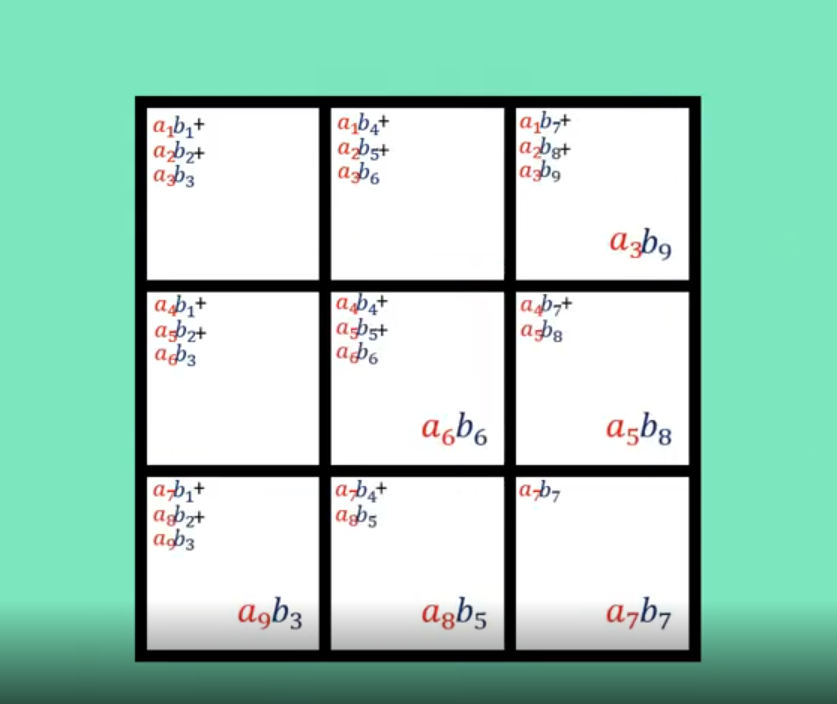 a₁b₁+
a₂b₂+
a₃b₃
a₁b₄+
a₂b₅+
a₃b₆
a₁b₇+
a₂b₈+
a₃b₉
a₃b₉
a₄b₁+
a₅b₂+
a₆b₃
a₄b₄+
a₅b₅+
a₆b₆
a₆b₆
a₄b₇+
a₅b₈
a₅b₈
a₇b₁+
a₈b₂+
a₉b₃
a₉b₃
a₇b₄+
a₈b₅
a₈b₅
a₇b₇
a₇b₇